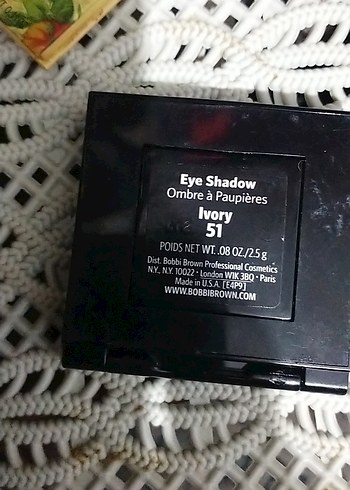 Eye Shadow
Ombre à Paupières
Ivory
51
POIDS NET WT. .08 OZ./2.5 g
Dist. Bobbi Brown Professional Cosmetics
N.Y., N.Y. 10022 · London W1K 3BQ · Paris
Made in U.S.A. [E4P9]
WWW.BOBBIBROWN.COM